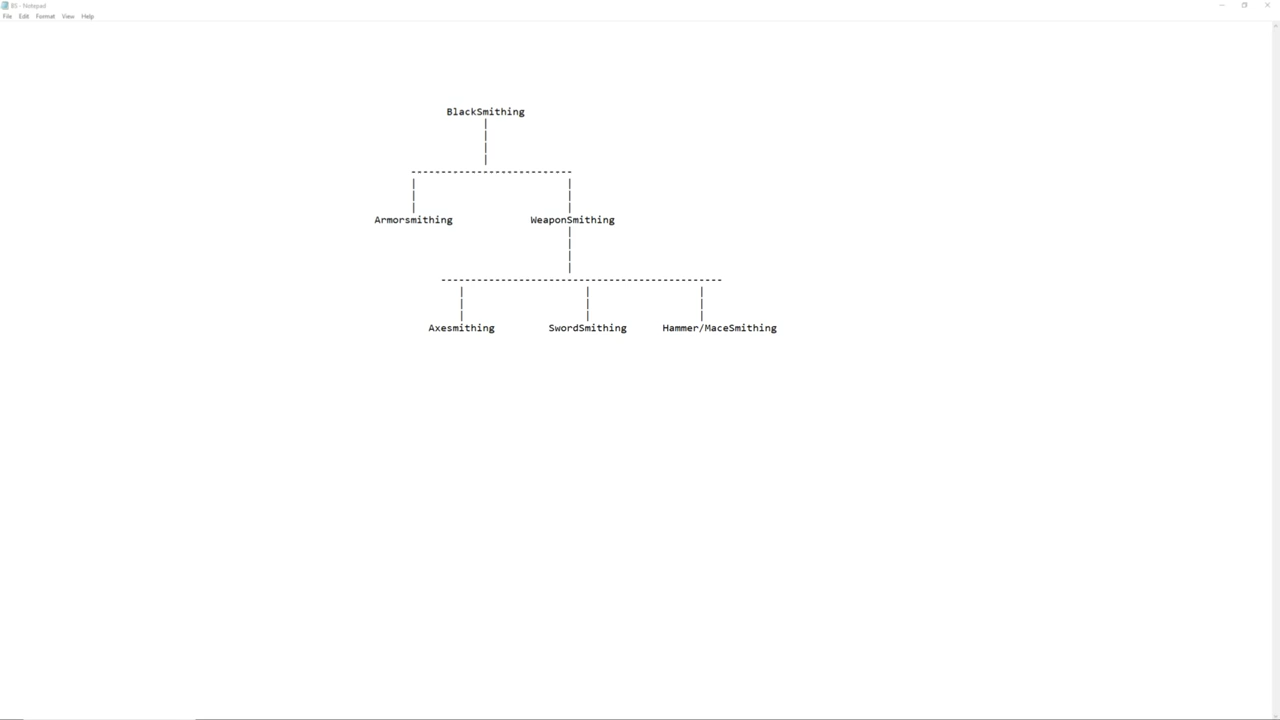 BS - Notepad
File Edit Format View Help
BlackSmithing
Armorsmithing WeaponSmithing
Axesmithing SwordSmithing Hammer/MaceSmithing